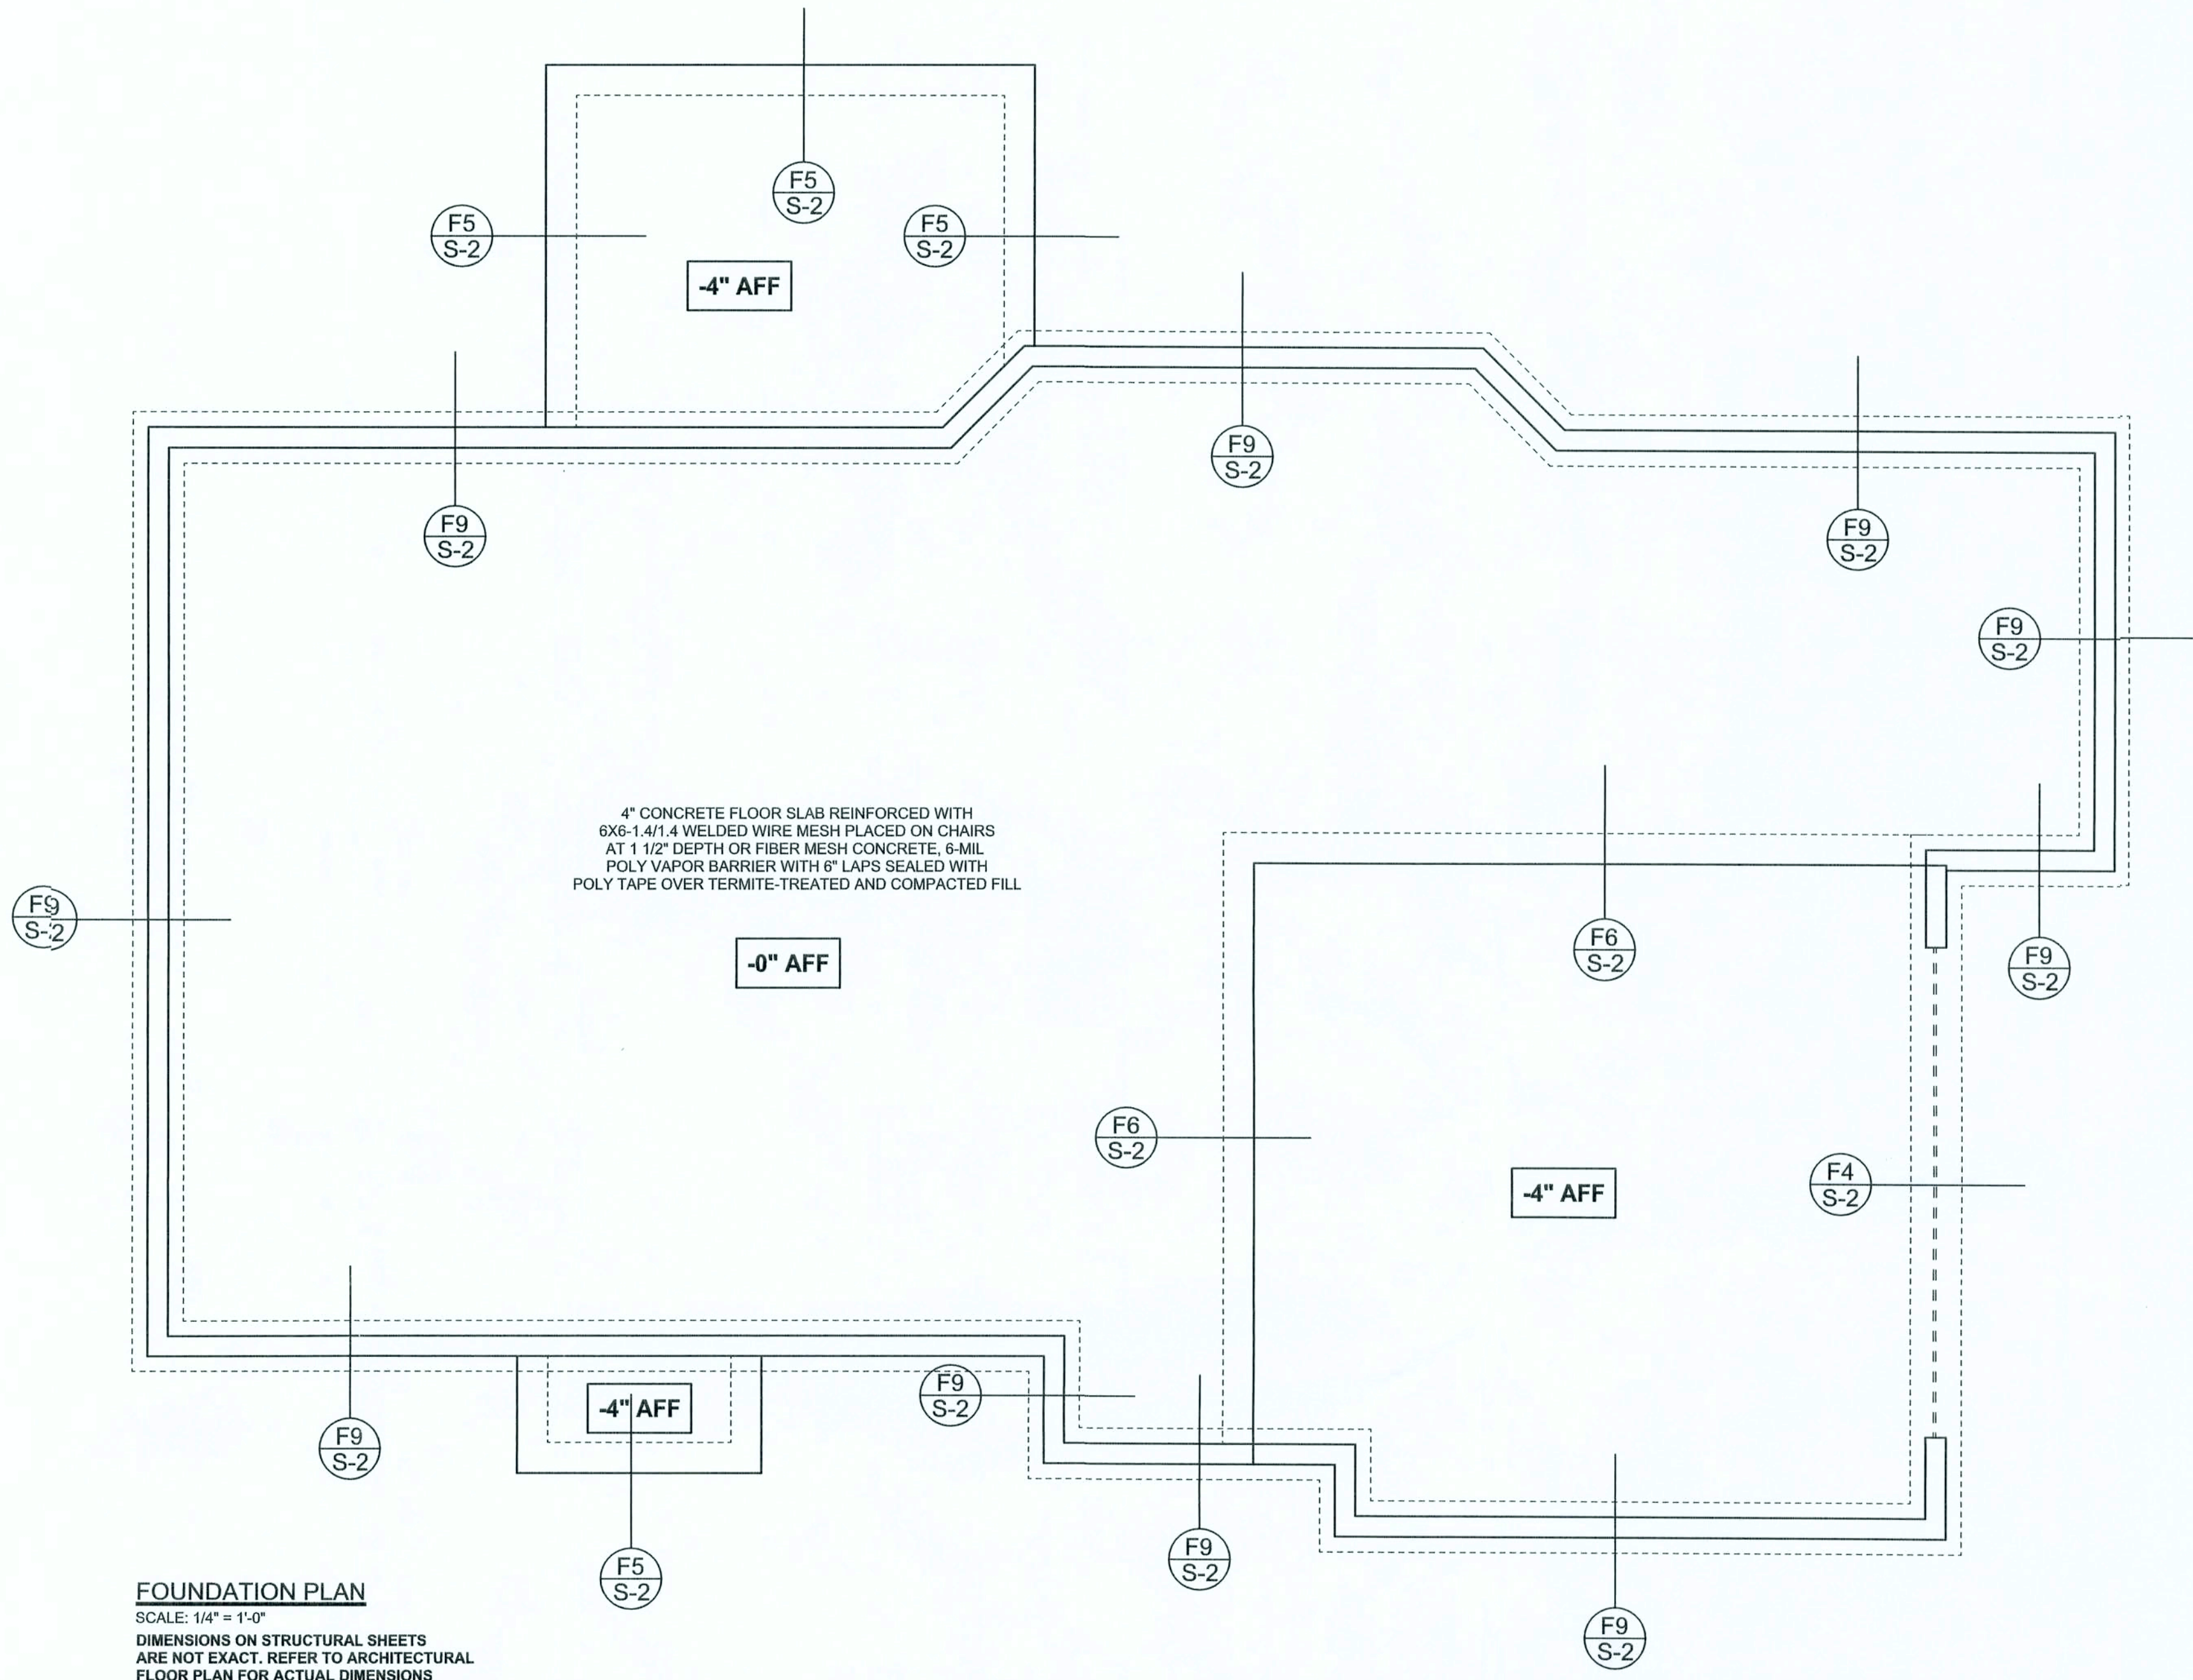 F5
S-2
F5
S-2
F5
S-2
-4" AFF
F9
S-2
F9
S-2
F9
S-2
F9
S-2
4" CONCRETE FLOOR SLAB REINFORCED WITH
6X6-1.4/1.4 WELDED WIRE MESH PLACED ON CHAIRS
AT 1 1/2" DEPTH OR FIBER MESH CONCRETE, 6-MIL
POLY VAPOR BARRIER WITH 6" LAPS SEALED WITH
POLY TAPE OVER TERMITE-TREATED AND COMPACTED FILL
F9
S-2
-0" AFF
F6
S-2
F9
S-2
F6
S-2
-4" AFF
F4
S-2
-4" AFF
F9
S-2
F9
S-2
F5
S-2
F9
S-2
F9
S-2
FOUNDATION PLAN
SCALE: 1/4" = 1'-0"
DIMENSIONS ON STRUCTURAL SHEETS
ARE NOT EXACT. REFER TO ARCHITECTURAL
FLOOR PLAN FOR ACTUAL DIMENSIONS